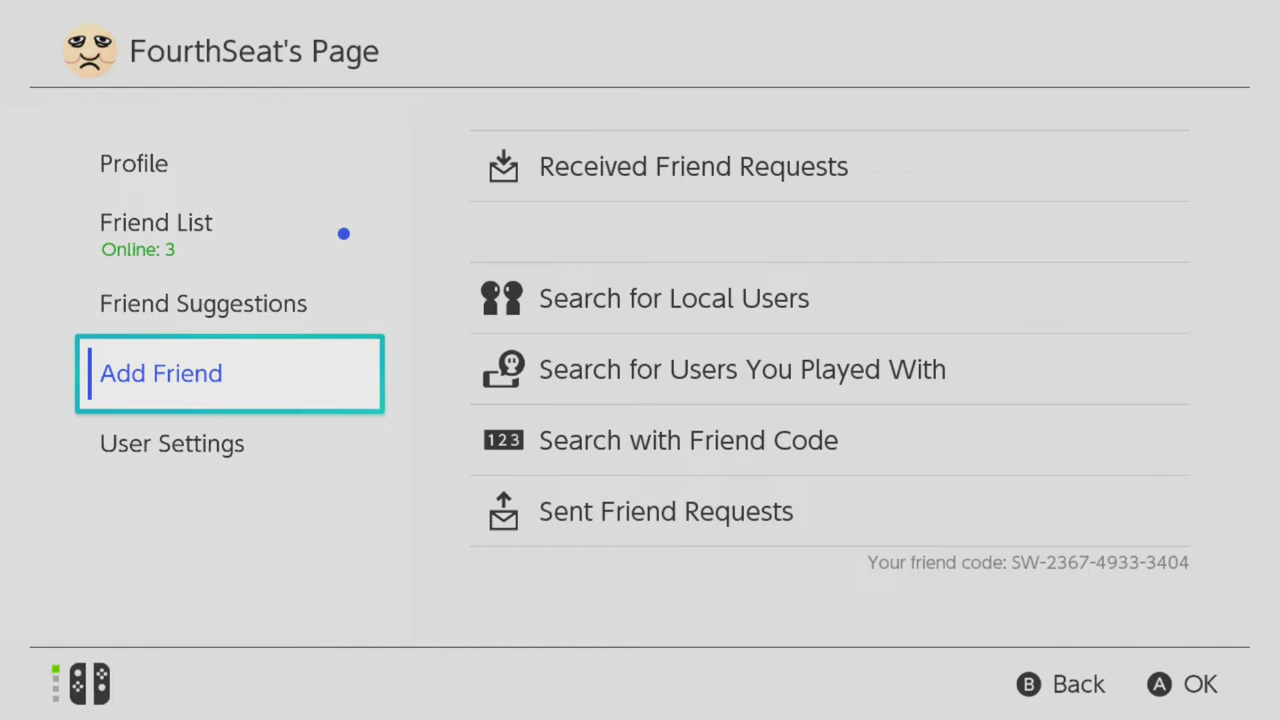 FourthSeat's Page
Profile
Friend List
Online: 3
Friend Suggestions
Add Friend
User Settings
Received Friend Requests
Search for Local Users
Search for Users You Played With
123 Search with Friend Code
Sent Friend Requests
Your friend code: SW-2367-4933-3404
B Back
A OK